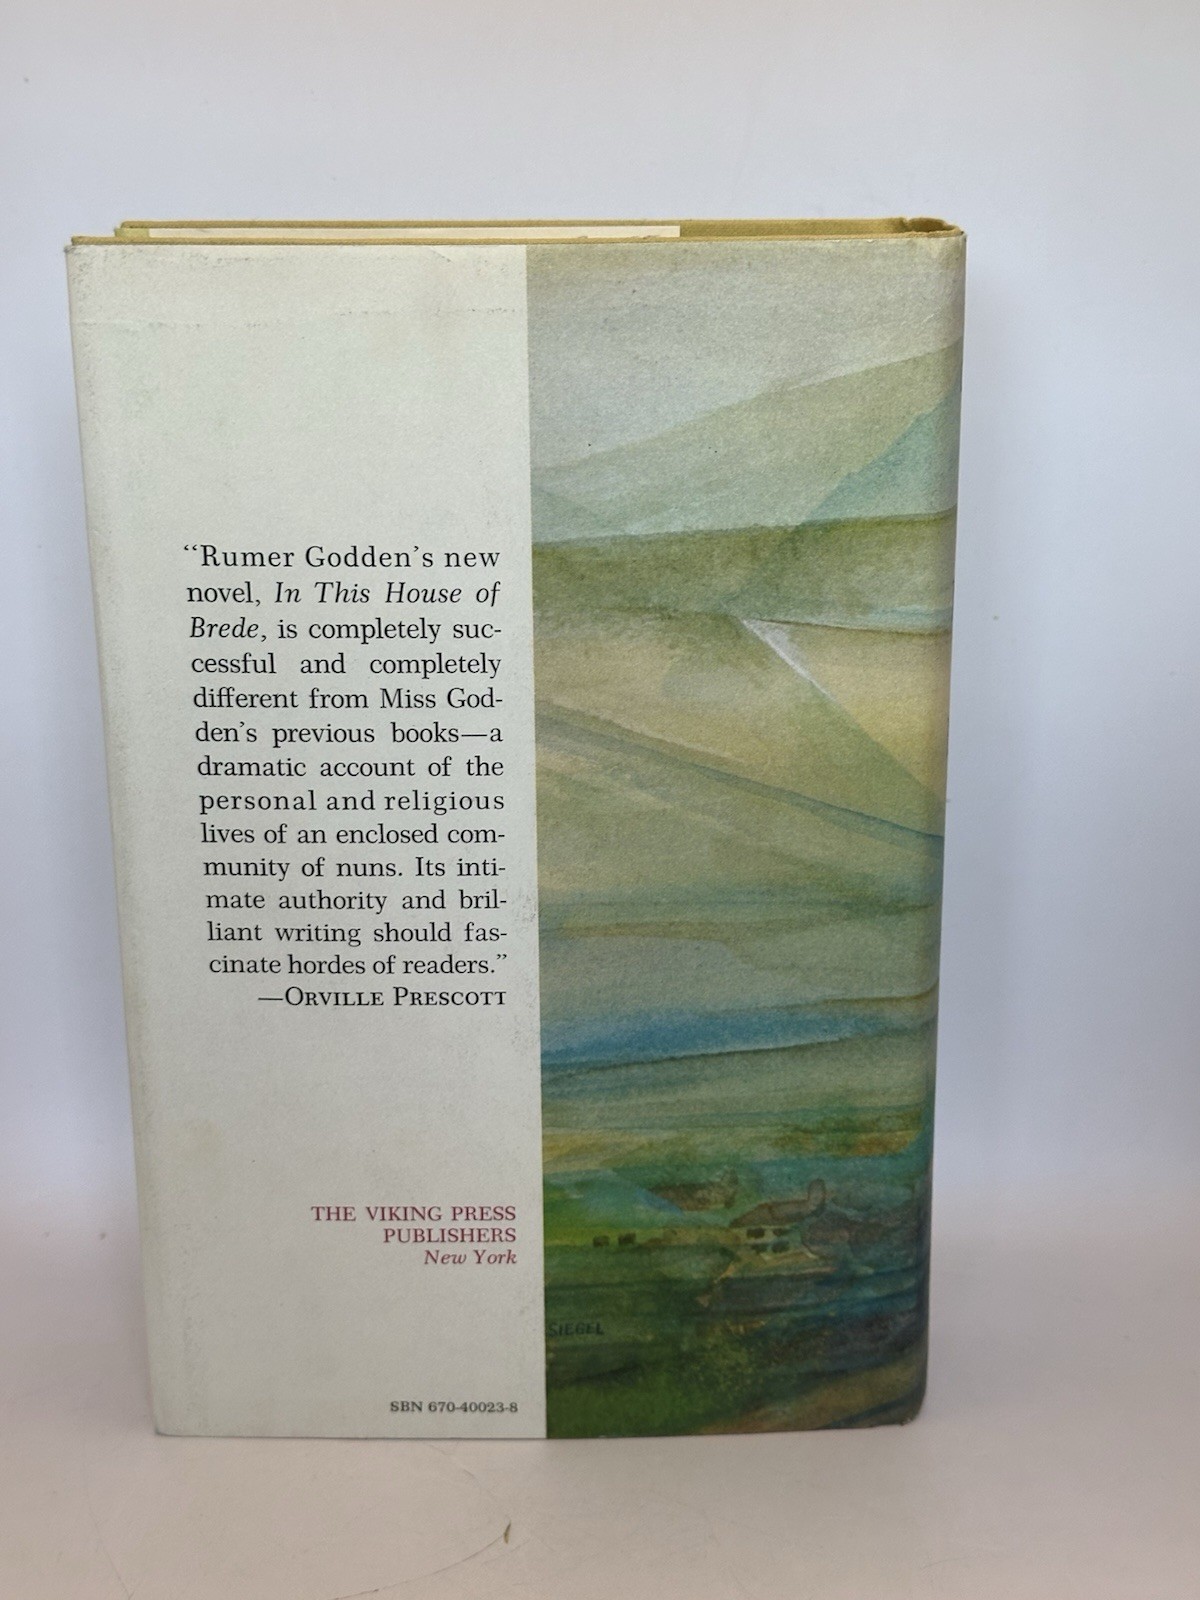 “Rumer Godden’s new
novel, In This House of
Brede, is completely suc-
cessful and completely
different from Miss God-
den’s previous books—a
dramatic account of the
personal and religious
lives of an enclosed com-
munity of nuns. Its inti-
mate authority and bril-
liant writing should fas-
cinate hordes of readers.”
—ORVILLE PRESCOTT
THE VIKING PRESS
PUBLISHERS
New York
SIEGEL
SBN 670-40023-8